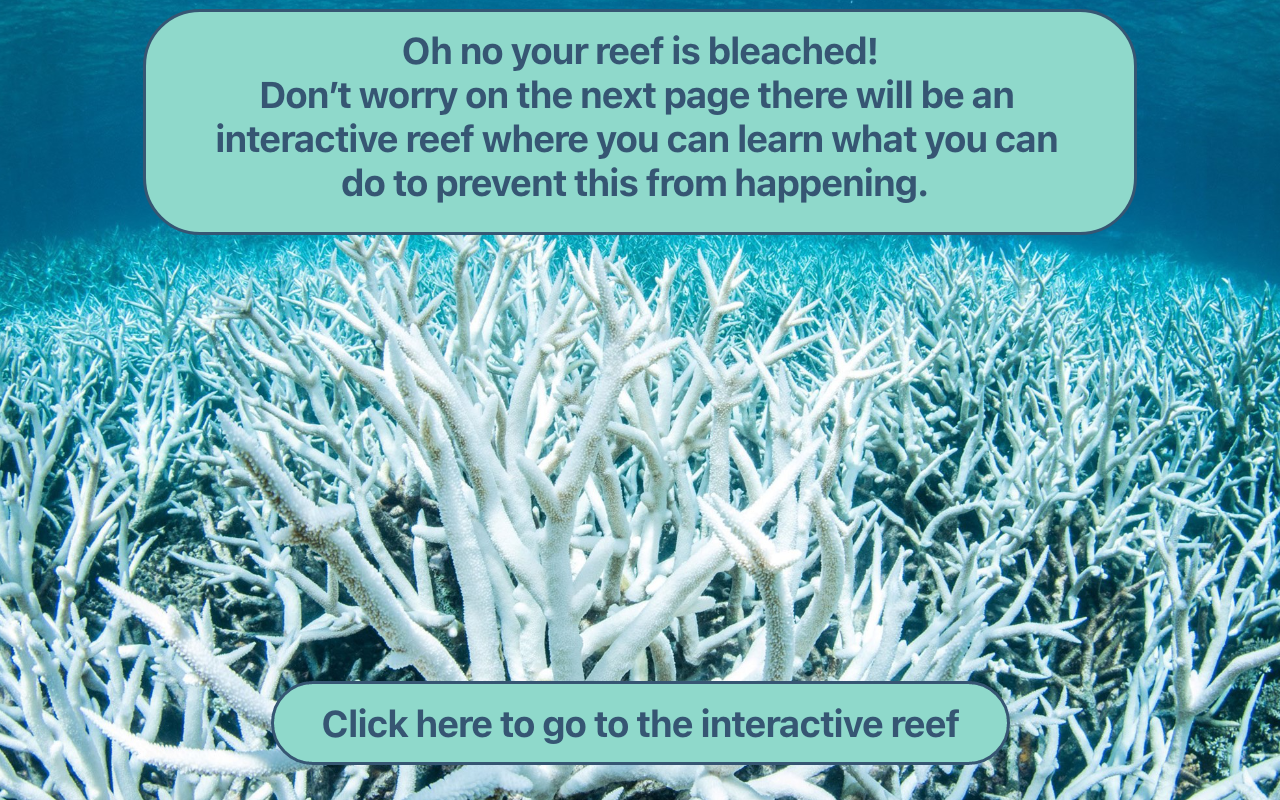 Oh no your reef is bleached!
Don’t worry on the next page there will be an
interactive reef where you can learn what you can
do to prevent this from happening.
Click here to go to the interactive reef